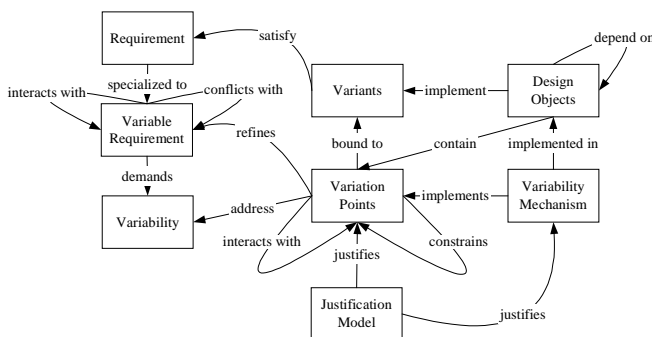 depend on
Requirement
satisfy
specialized to
interacts with
conflicts with
Variants
implement
Design
Objects
Variable
Requirement
refines
bound to
contain
implemented in
demands
Variability
address
Variation
Points
implements
Variability
Mechanism
interacts with
constrains
justifies
Justification
Model
justifies